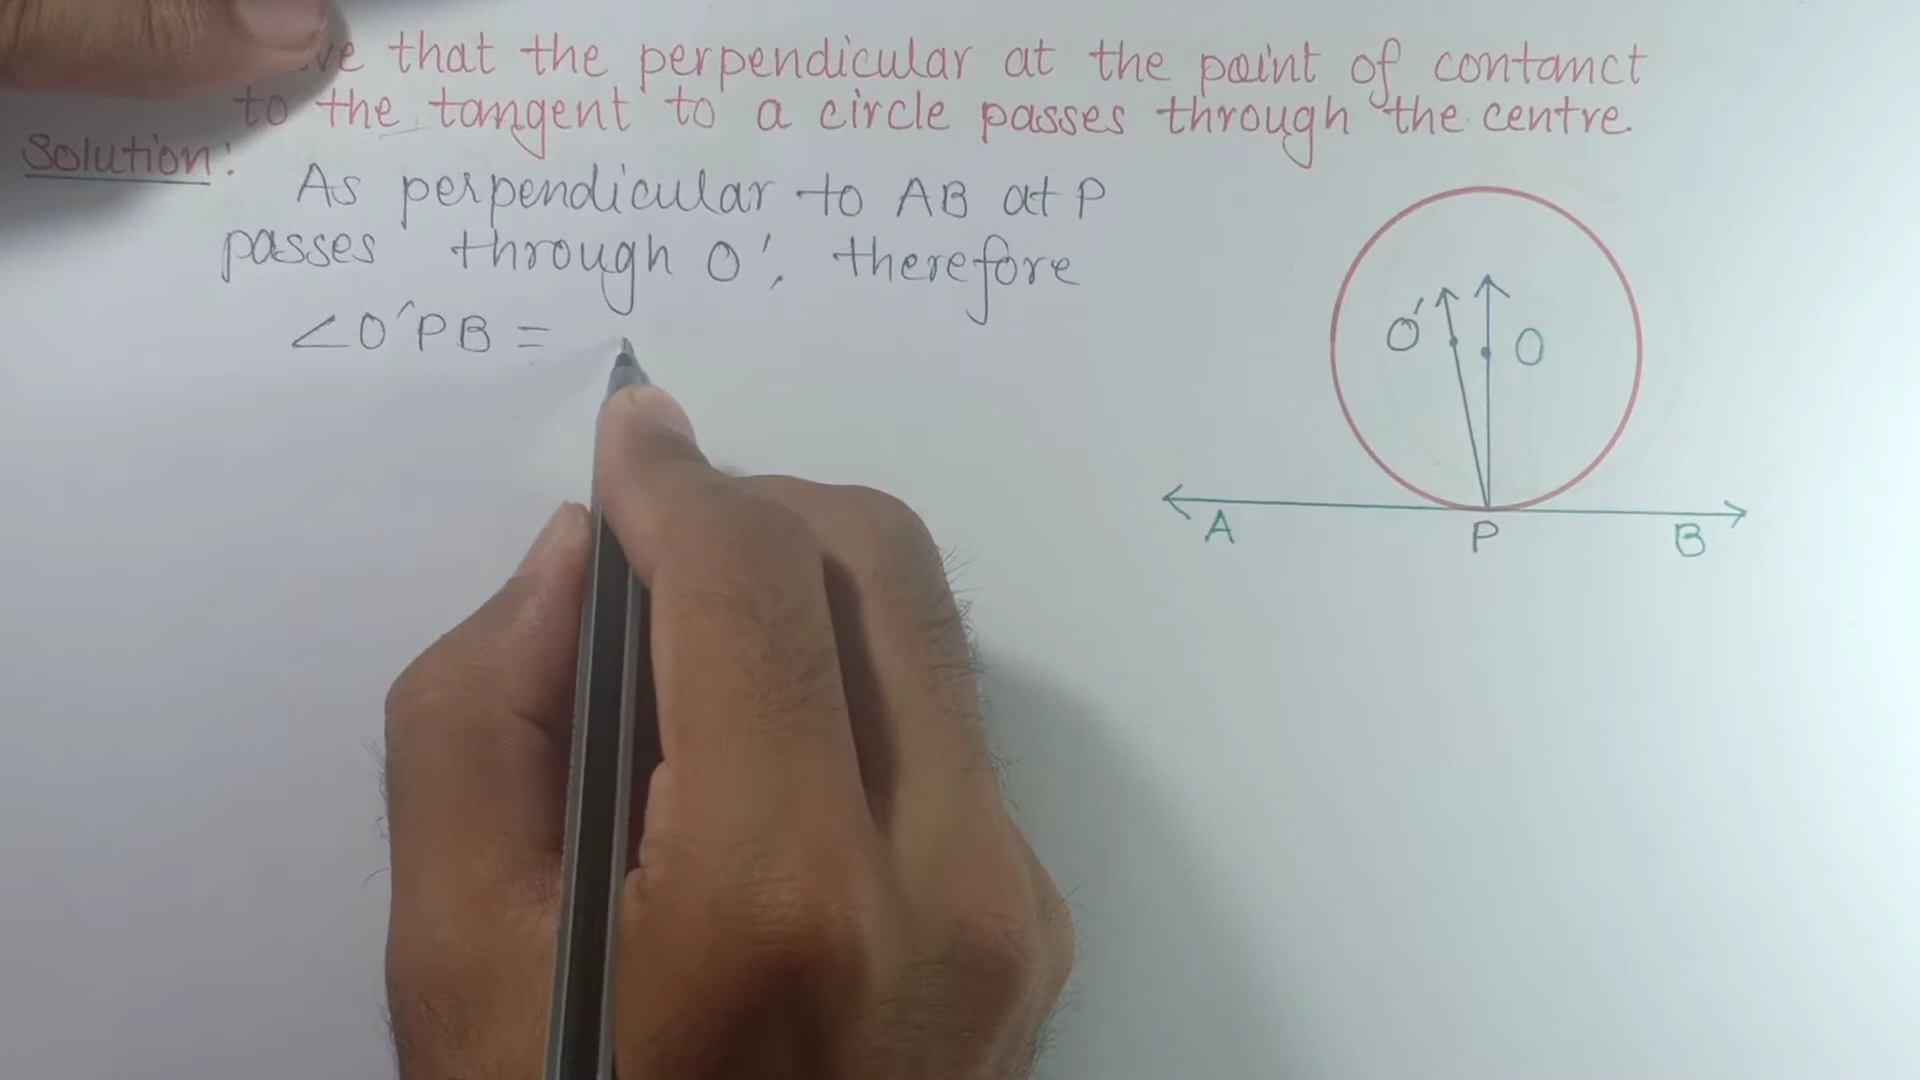 that the perpendicular at the point of contanct
to the tangent to a circle passes through the centre.
Solution:
As perpendicular to AB at P
passes through O', therefore
∠O'PB =
O'
O
A
P
B